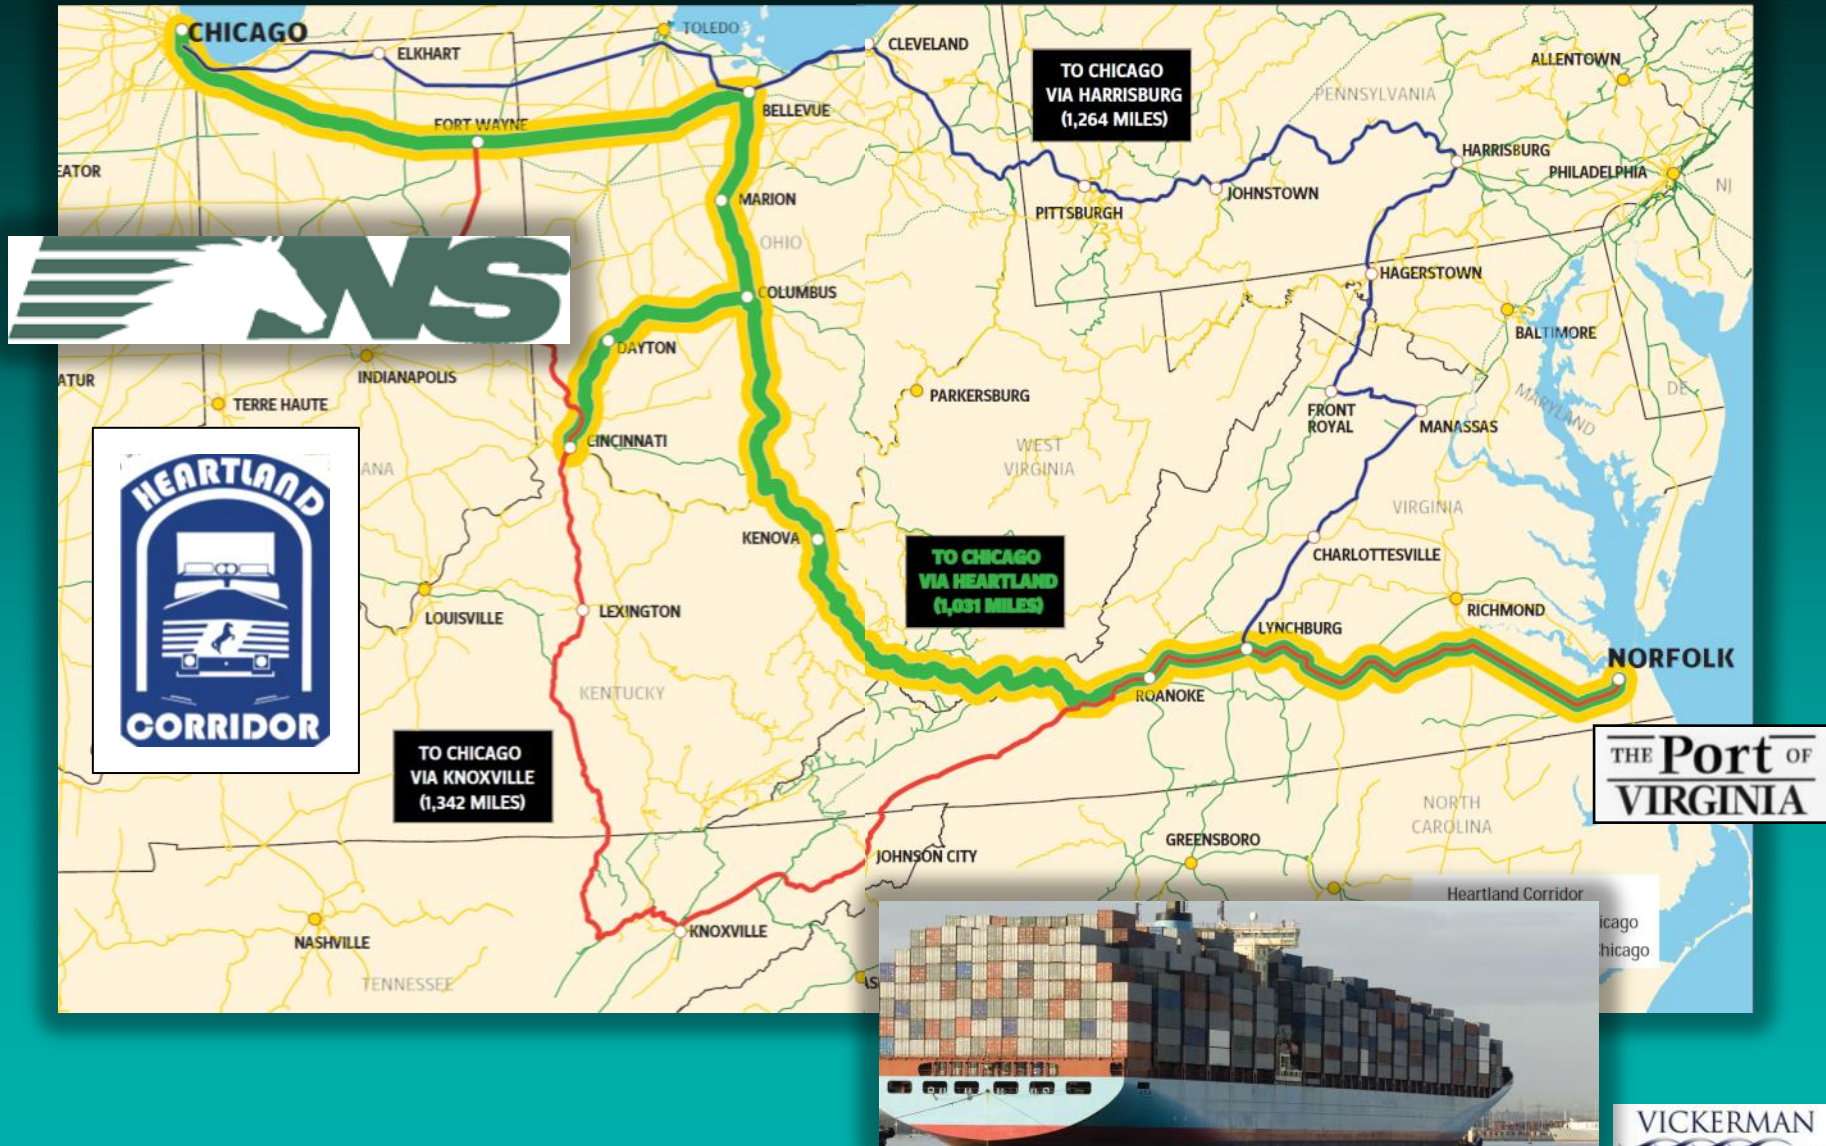 CHICAGO
ELKHART
TOLEDO
CLEVELAND
TO CHICAGO
VIA HARRISBURG
(1,264 MILES)
ALLENTOWN
PENNSYLVANIA
BELLEVUE
FORT WAYNE
EATOR
HARRISBURG
PHILADELPHIA
NJ
MARION
PITTSBURGH
JOHNSTOWN
OHIO
NS
HAGERSTOWN
COLUMBUS
BALTIMORE
DAYTON
INDIANAPOLIS
ATUR
TERRE HAUTE
PARKERSBURG
MARYLAND
DE
FRONT
ROYAL
MANASSAS
CINCINNATI
WEST
VIRGINIA
ANA
HEARTLAND
CORRIDOR
VIRGINIA
KENOVA
TO CHICAGO
VIA HEARTLAND
(1,031 MILES)
CHARLOTTESVILLE
LOUISVILLE
LEXINGTON
RICHMOND
LYNCHBURG
NORFOLK
KENTUCKY
ROANOKE
TO CHICAGO
VIA KNOXVILLE
(1,342 MILES)
THE Port OF
VIRGINIA
NORTH
CAROLINA
GREENSBORO
JOHNSON CITY
Heartland Corridor
icago
Chicago
KNOXVILLE
NASHVILLE
TENNESSEE
AS
VICKERMAN